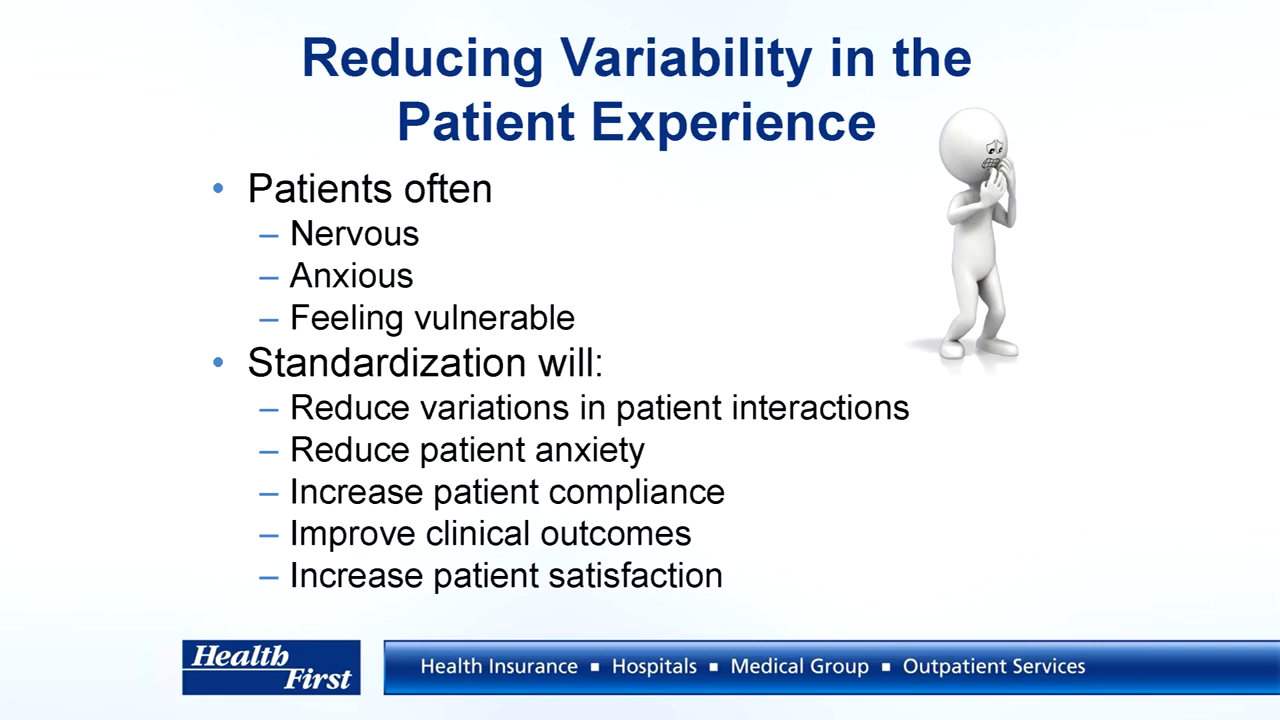 Reducing Variability in the
Patient Experience
• Patients often
– Nervous
– Anxious
– Feeling vulnerable
• Standardization will:
– Reduce variations in patient interactions
– Reduce patient anxiety
– Increase patient compliance
– Improve clinical outcomes
– Increase patient satisfaction
Health
First
Health Insurance ▪ Hospitals ▪ Medical Group ▪ Outpatient Services